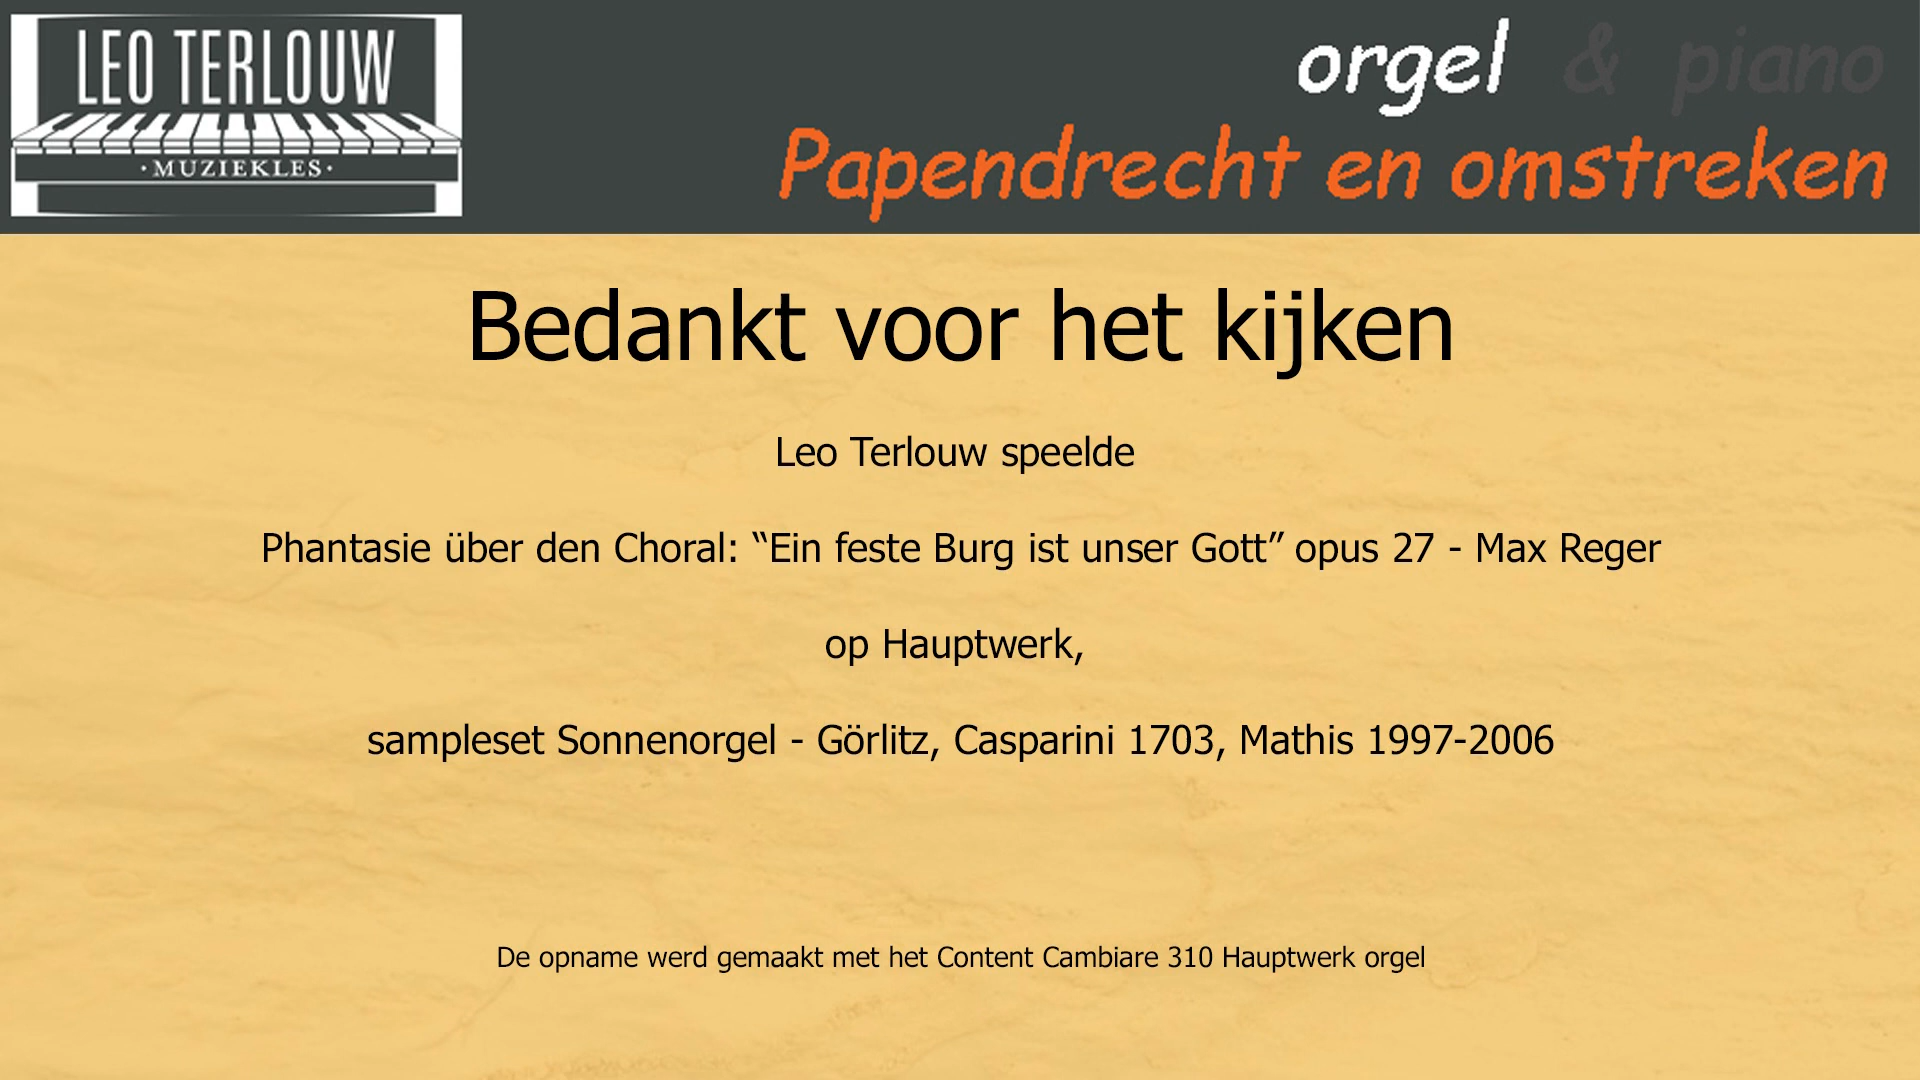 LEO TERLOUW
·MUZIEKLES·
orgel & piano
Papendrecht en omstreken
Bedankt voor het kijken
Leo Terlouw speelde
Phantasie über den Choral: “Ein feste Burg ist unser Gott” opus 27 - Max Reger
op Hauptwerk,
sampleset Sonnenorgel - Görlitz, Casparini 1703, Mathis 1997-2006
De opname werd gemaakt met het Content Cambiare 310 Hauptwerk orgel